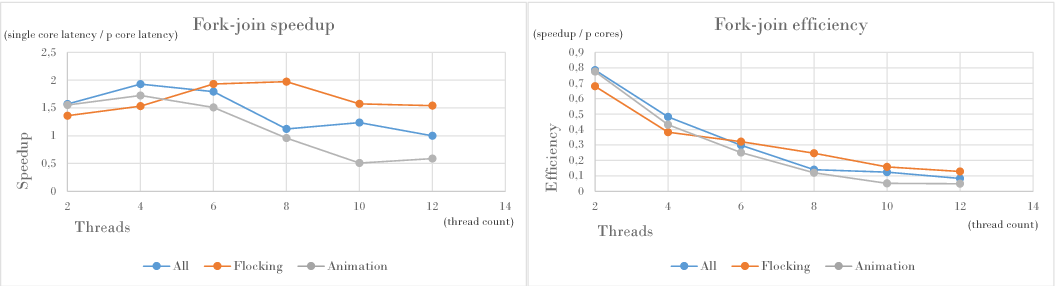 Fork-join speedup
(single core latency / p core latency)
2,5
2
1,5
1
0,5
0
Speedup
2 4 6 8 10 12 14
Threads
(thread count)
All Flocking Animation
Fork-join efficiency
(speedup / p cores)
0,9
0,8
0,7
0,6
0,5
0,4
0,3
0,2
0,1
0
Efficiency
2 4 6 8 10 12 14
Threads
(thread count)
All Flocking Animation